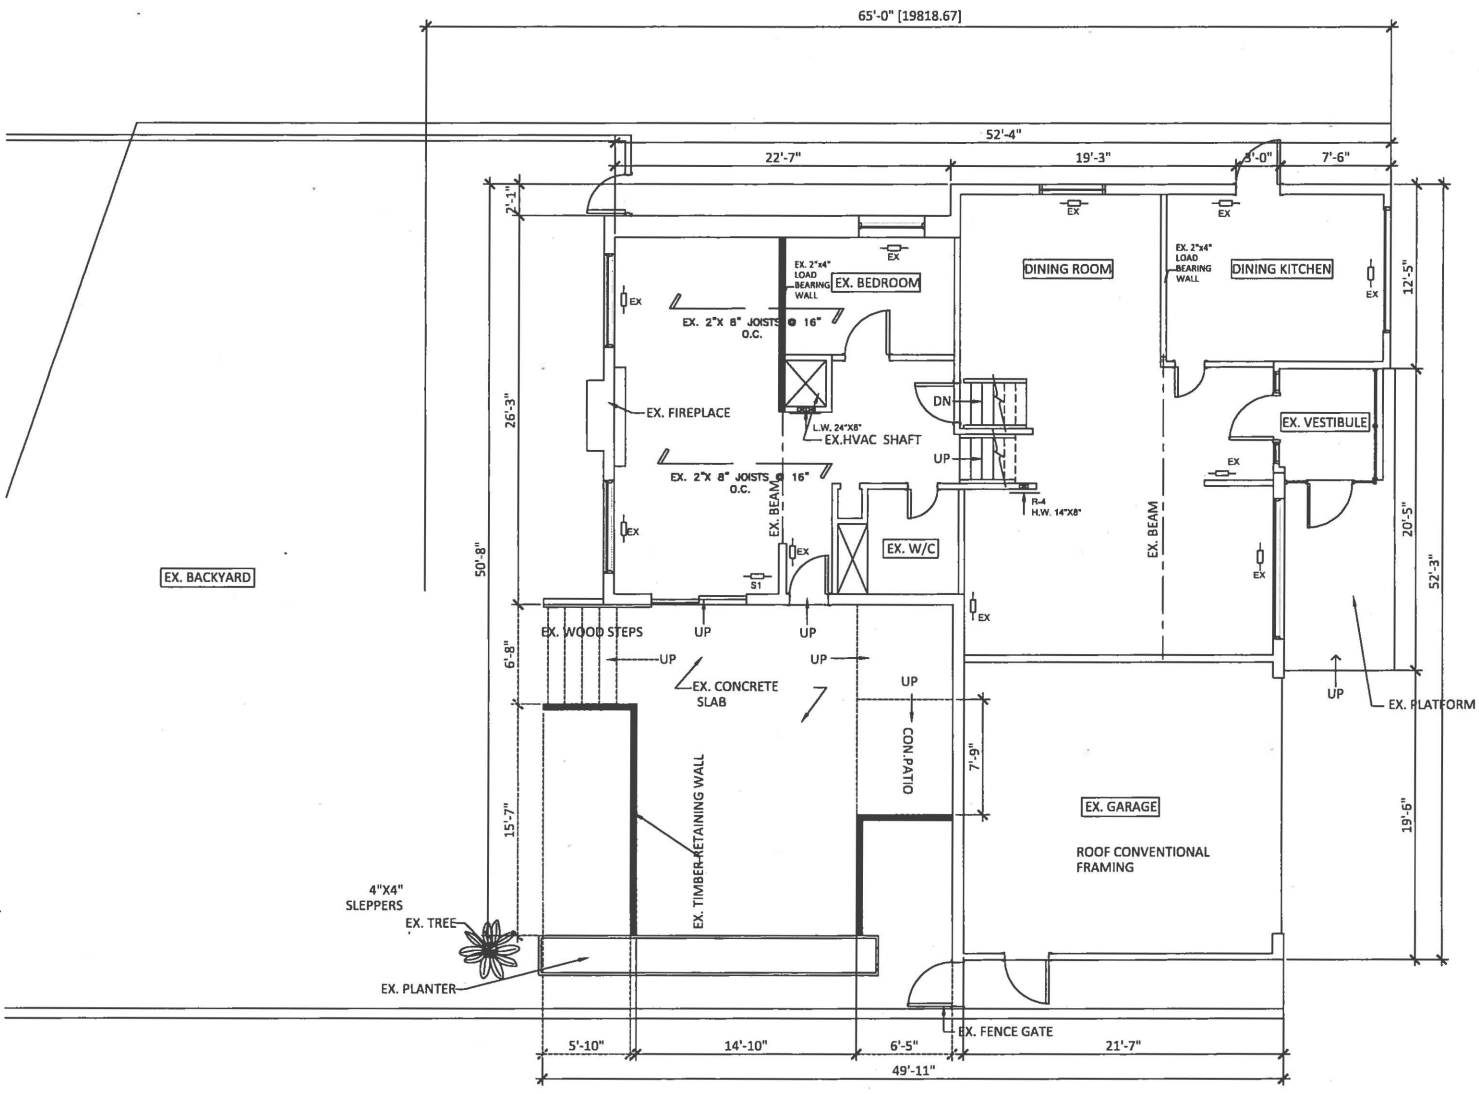 65'-0" [19818.67]
52'-4"
22'-7"
19'-3"
3'-0"
7'-6"
2'-1"
EX
EX
EX. 2"x4"
LOAD
BEARING
WALL
EX
EX. BEDROOM
DINING ROOM
EX. 2"x4"
LOAD
BEARING
WALL
DINING KITCHEN
EX
12'-5"
EX
EX. 2"X 8" JOISTS @ 16"
O.C.
EX. FIREPLACE
26'-3"
L.W. 24"X8"
EX.HVAC SHAFT
DN
UP
EX. VESTIBULE
EX
EX. 2"X 8" JOISTS @ 16"
O.C.
R-4
H.W. 14"X8"
EX. BEAM
EX. BEAM
EX
EX
EX. W/C
EX
20'-5"
52'-3"
50'-8"
EX. BACKYARD
S1
EX
EX. WOOD STEPS
UP
UP
UP
UP
6'-8"
EX. CONCRETE
SLAB
UP
UP
EX. PLATFORM
CON.PATIO
7'-9"
EX. TIMBER RETAINING WALL
15'-7"
EX. GARAGE
19'-6"
ROOF CONVENTIONAL
FRAMING
4"X4"
SLEPPERS
EX. TREE
EX. PLANTER
EX. FENCE GATE
5'-10"
14'-10"
6'-5"
21'-7"
49'-11"